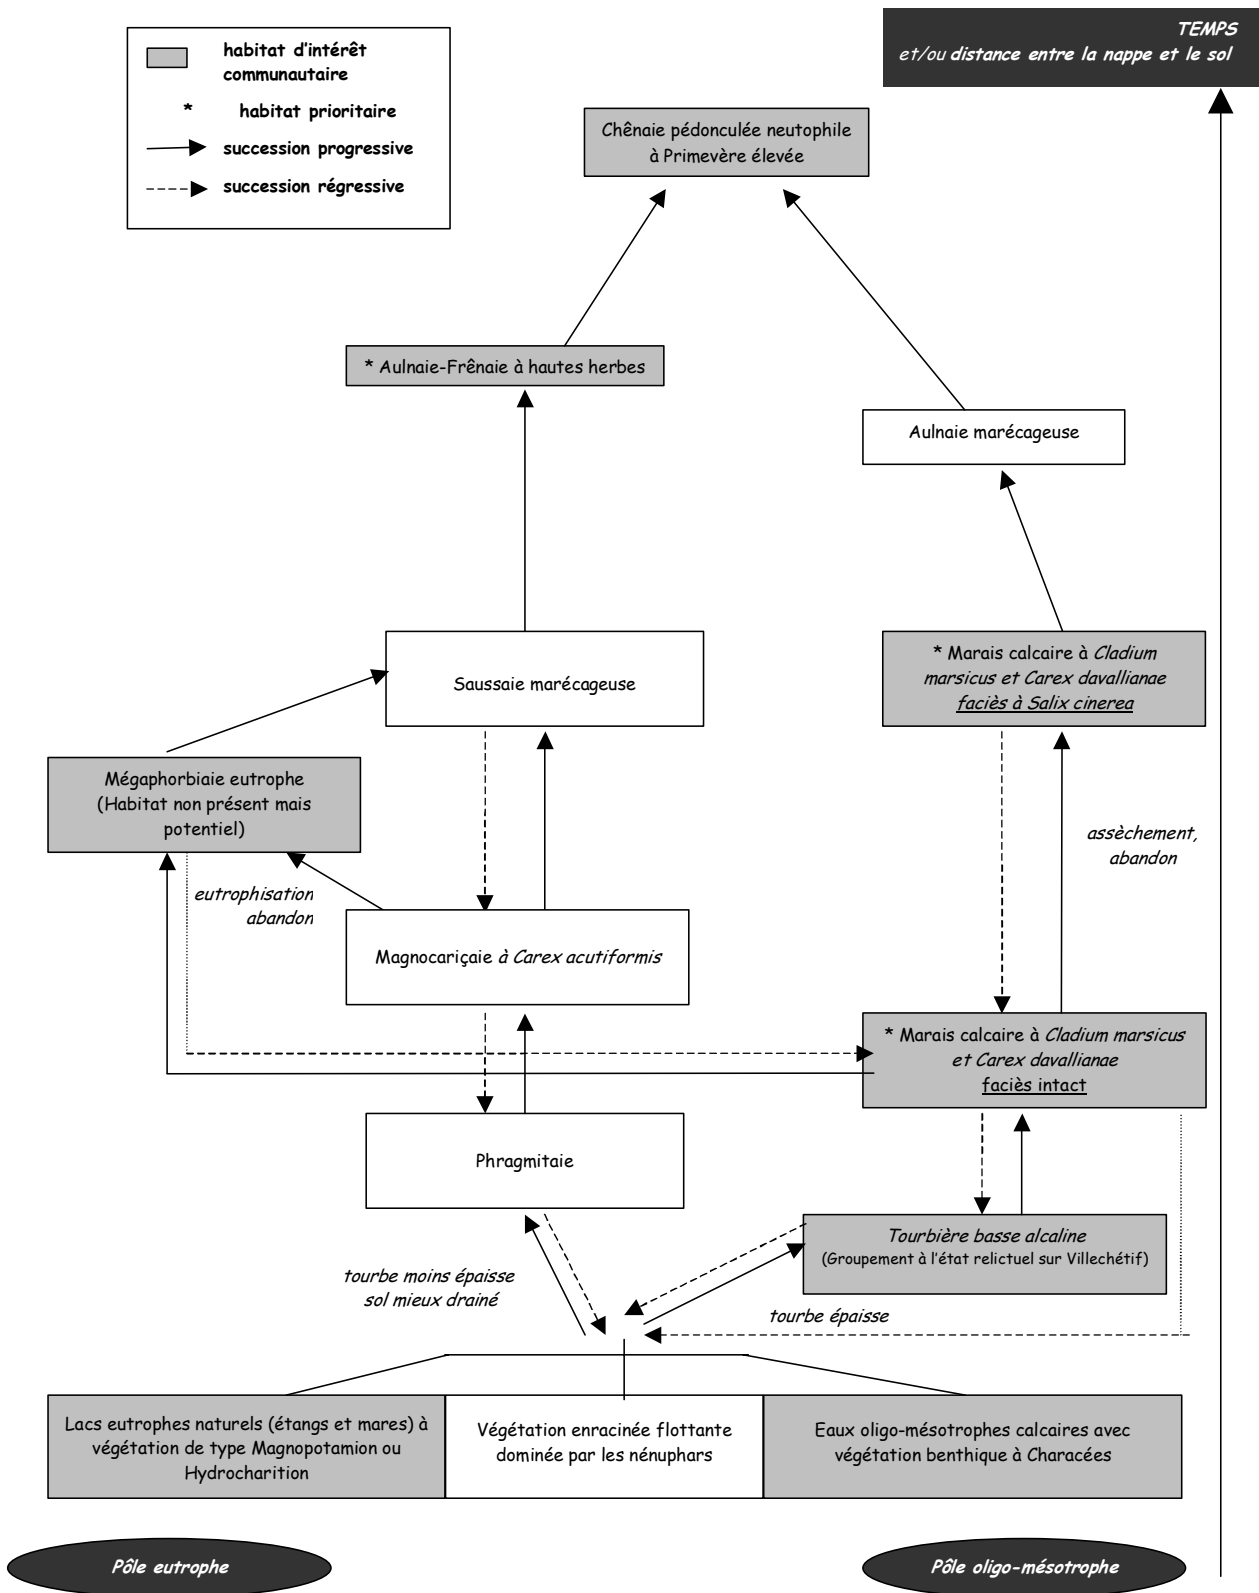 TEMPS
et/ou distance entre la nappe et le sol
habitat d'intérêt
communautaire
* habitat prioritaire
succession progressive
succession régressive
Chênaie pédonculée neutophile
à Primevère élevée
* Aulnaie-Frênaie à hautes herbes
Aulnaie marécageuse
Saussaie marécageuse
* Marais calcaire à Cladium
marsicus et Carex davallianae
faciès à Salix cinerea
Mégaphorbiaie eutrophe
(Habitat non présent mais
potentiel)
assèchement,
abandon
eutrophisation
abandon
Magnocariçaie à Carex acutiformis
* Marais calcaire à Cladium marsicus
et Carex davallianae
faciès intact
Phragmitaie
Tourbière basse alcaline
(Groupement à l'état relictuel sur Villechétif)
tourbe moins épaisse
sol mieux drainé
tourbe épaisse
Lacs eutrophes naturels (étangs et mares) à
végétation de type Magnopotamion ou
Hydrocharition
Végétation enracinée flottante
dominée par les nénuphars
Eaux oligo-mésotrophes calcaires avec
végétation benthique à Characées
Pôle eutrophe
Pôle oligo-mésotrophe